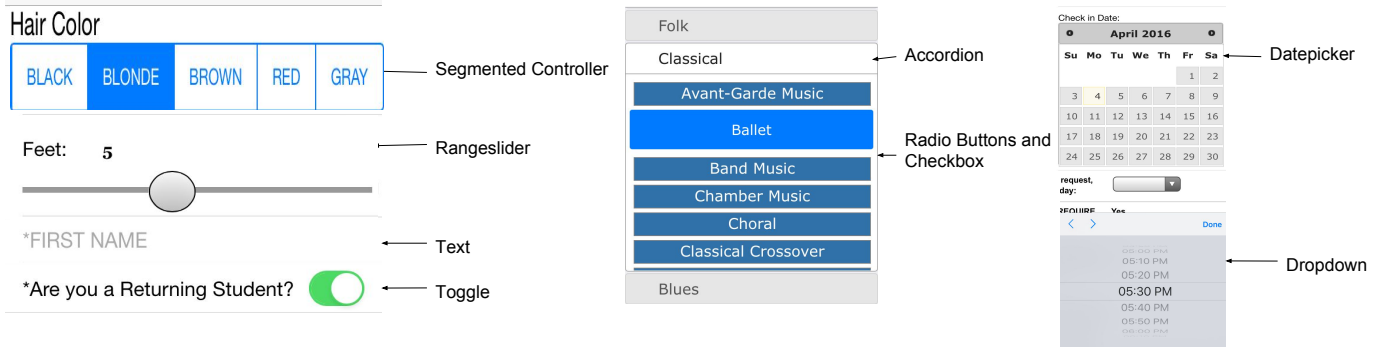 Hair Color
BLACK BLONDE BROWN RED GRAY
Segmented Controller
Feet: 5
Rangeslider
*FIRST NAME
Text
*Are you a Returning Student?
Toggle
Folk
Classical
Accordion
Avant-Garde Music
Ballet
Radio Buttons and
Checkbox
Band Music
Chamber Music
Choral
Classical Crossover
Blues
Check in Date:
April 2016
Su Mo Tu We Th Fr Sa
Datepicker
1 2
3 4 5 6 7 8 9
10 11 12 13 14 15 16
17 18 19 20 21 22 23
24 25 26 27 28 29 30
request,
day:
REQUIRE Yes
Done
05:00 PM
05:10 PM
05:20 PM
05:30 PM
05:40 PM
05:50 PM
Dropdown